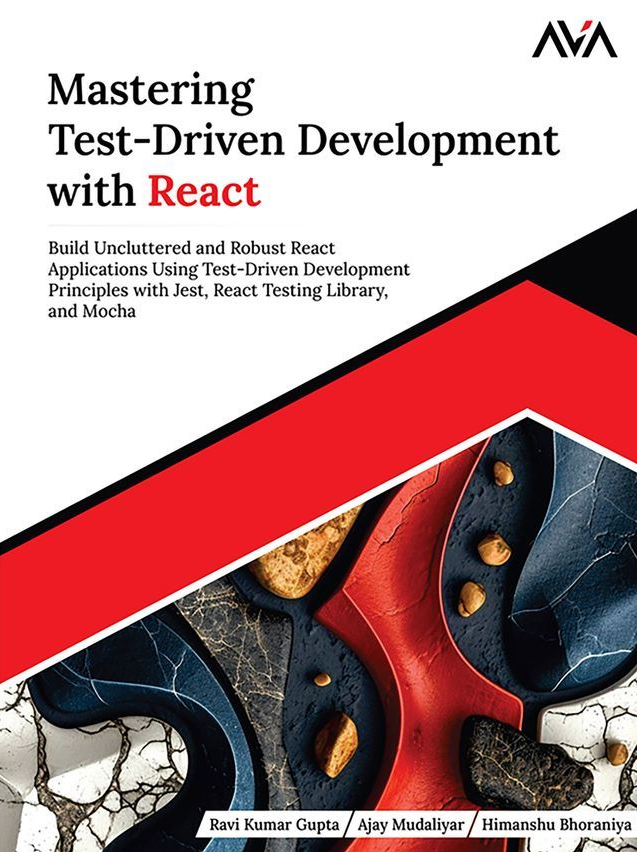 AVA
Mastering
Test-Driven Development
with React
Build Uncluttered and Robust React
Applications Using Test-Driven Development
Principles with Jest, React Testing Library,
and Mocha
Ravi Kumar Gupta / Ajay Mudaliyar / Himanshu Bhoraniya